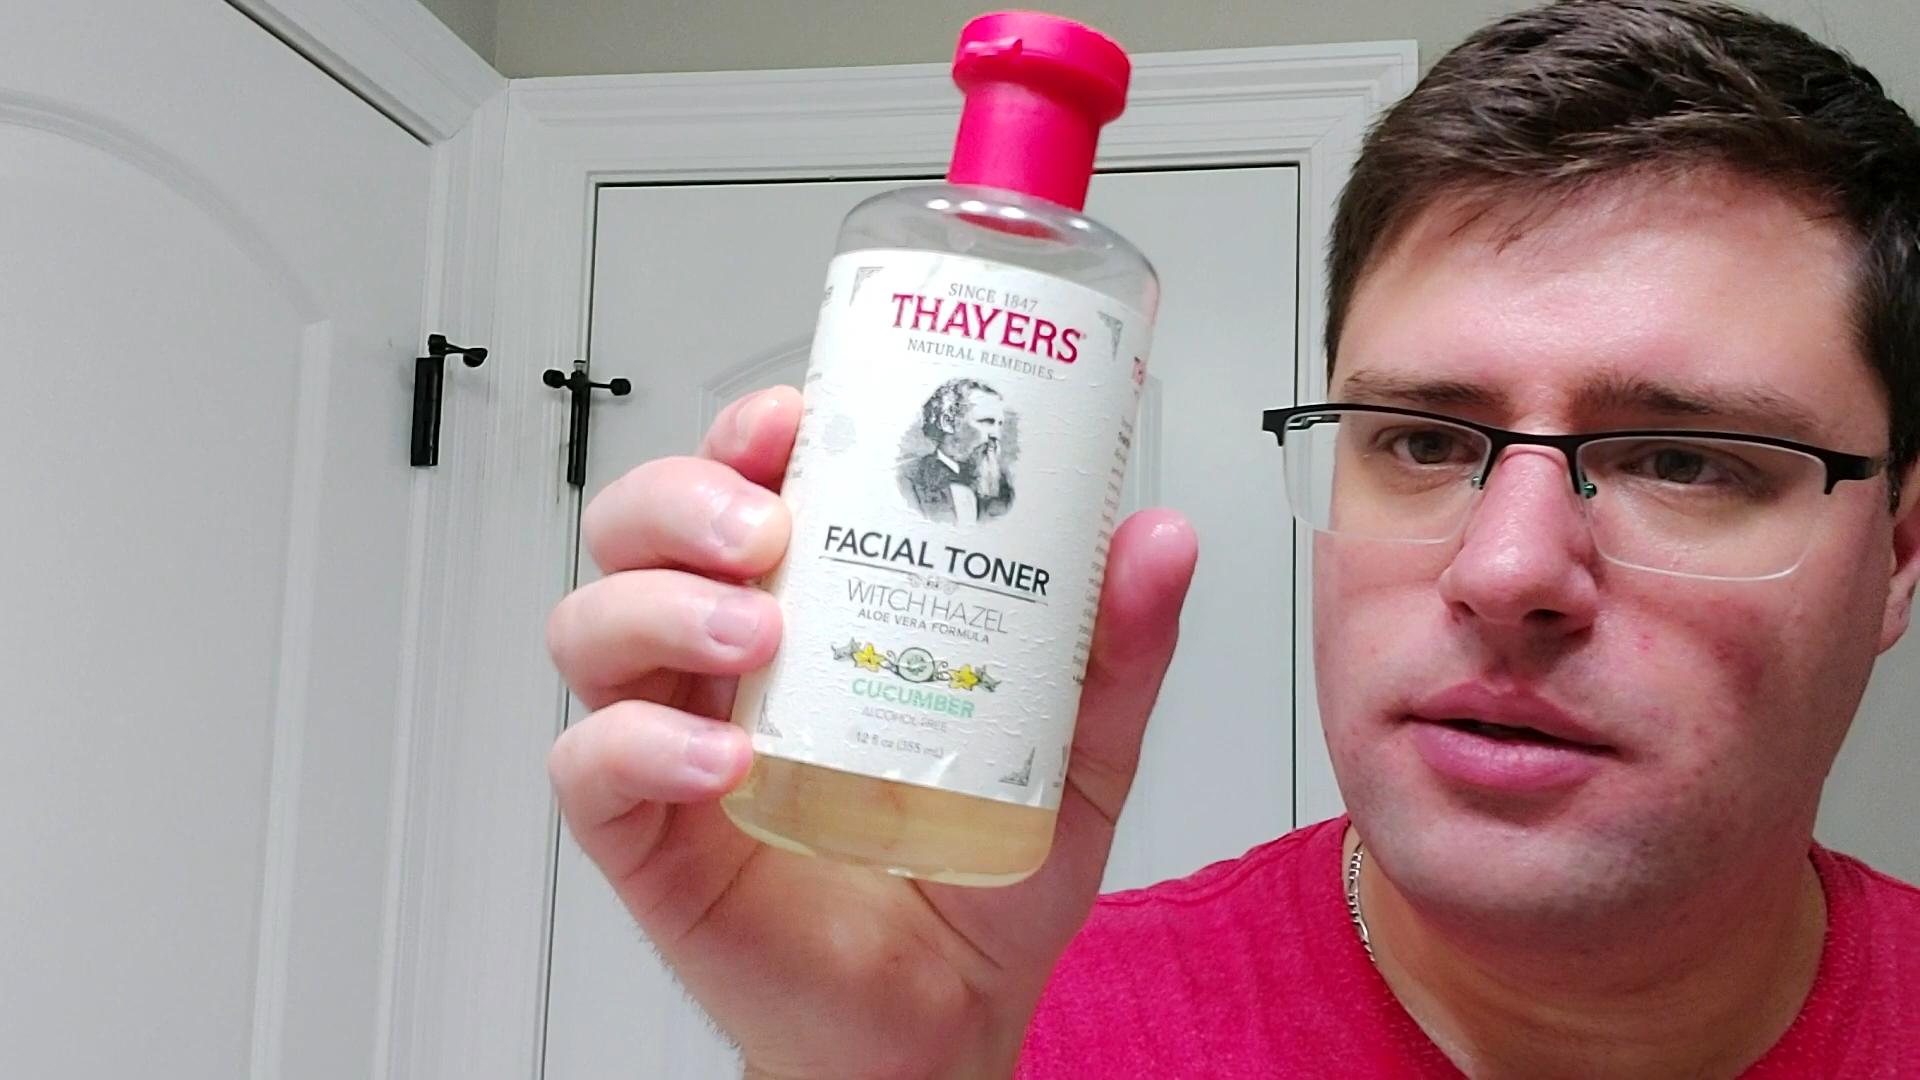 SINCE 1847
THAYERS
NATURAL REMEDIES
FACIAL TONER
WITCH HAZEL
ALOE VERA FORMULA
CUCUMBER
ALCOHOL FREE
12 fl oz (355 mL)